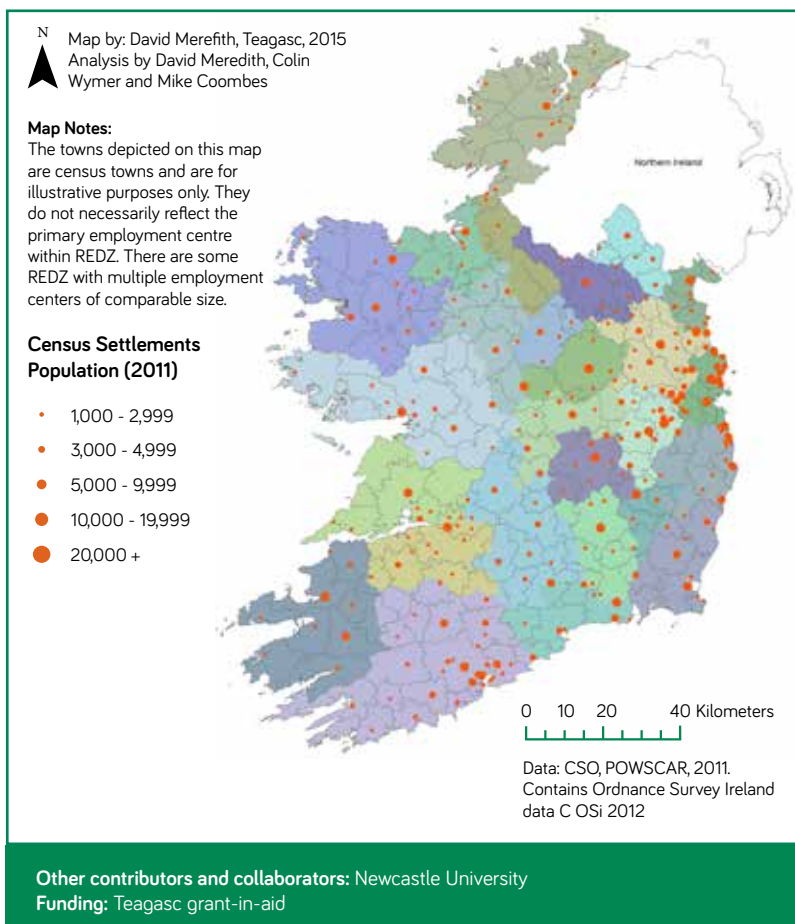 N
Map by: David Merefith, Teagasc, 2015
Analysis by David Meredith, Colin
Wymer and Mike Coombes
Map Notes:
The towns depicted on this map
are census towns and are for
illustrative purposes only. They
do not necessarily reflect the
primary employment centre
within REDZ. There are some
REDZ with multiple employment
centers of comparable size.
Census Settlements
Population (2011)
1,000 - 2,999
3,000 - 4,999
5,000 - 9,999
10,000 - 19,999
20,000 +
Northern Ireland
0 10 20 40 Kilometers
Data: CSO, POWSCAR, 2011.
Contains Ordnance Survey Ireland
data C OSi 2012
Other contributors and collaborators: Newcastle University
Funding: Teagasc grant-in-aid